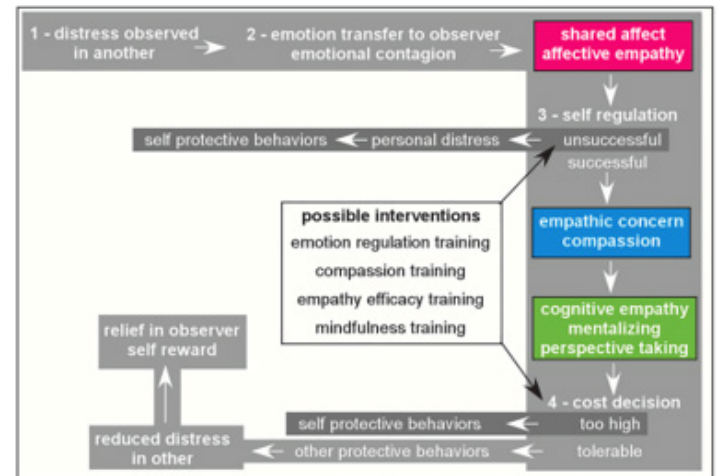 1 - distress observed
in another
2 - emotion transfer to observer
emotional contagion
shared affect
affective empathy
3 - self regulation
self protective behaviors
personal distress
unsuccessful
successful
possible interventions
emotion regulation training
compassion training
empathy efficacy training
mindfulness training
empathic concern
compassion
cognitive empathy
mentalizing
perspective taking
4 - cost decision
self protective behaviors
too high
other protective behaviors
tolerable
reduced distress
in other
relief in observer
self reward